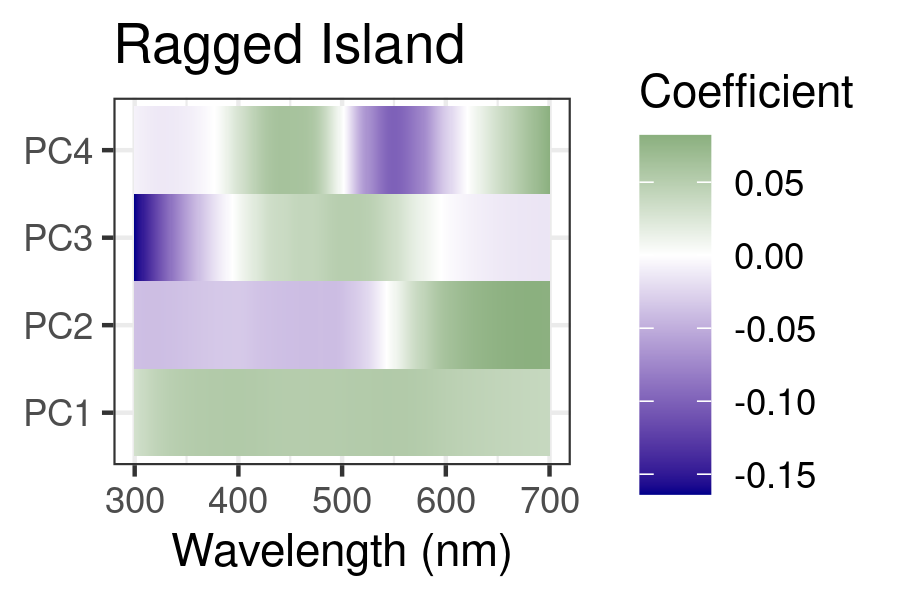 Ragged Island
PC4
PC3
PC2
PC1
300 400 500 600 700
Wavelength (nm)
Coefficient
0.05
0.00
-0.05
-0.10
-0.15